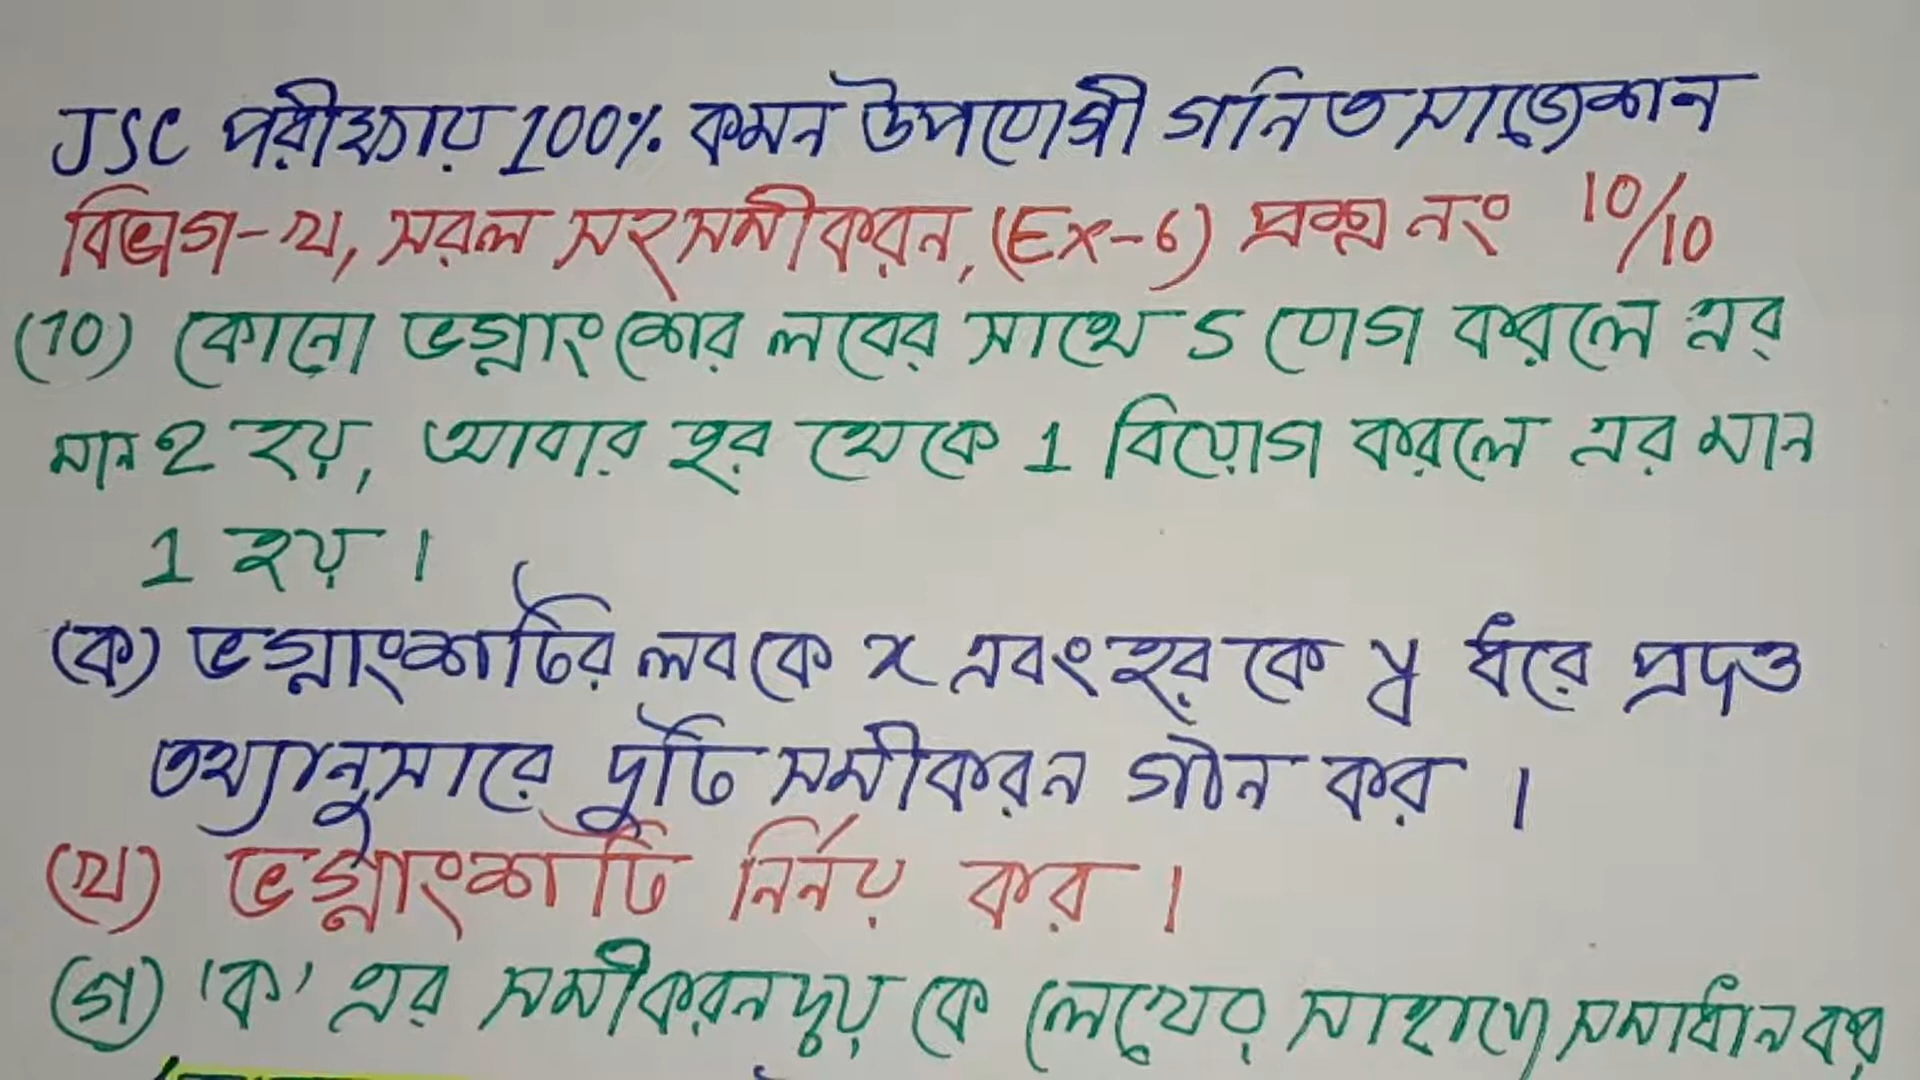 JSC পরীক্ষায় 100% কমন উপযোগী গনিত সাজেশান
বিভাগ-খ, সরল সহসমীকরন, (Ex-6) প্রশ্ন নং 10/10
(10) কোনো ভগ্নাংশের লবের সাথে 5 যোগ করলে এর
মান 2 হয়, আবার হর থেকে 1 বিয়োগ করলে এর মান
1 হয়।
(ক) ভগ্নাংশটির লবকে x এবং হর কে y ধরে প্রদত্ত
তথ্যানুসারে দুটি সমীকরন গঠন কর।
(খ) ভগ্নাংশটি নির্নয় কর।
(গ) 'ক' এর সমীকরনদ্বয় কে লেখের সাহায্যে সমাধান কর